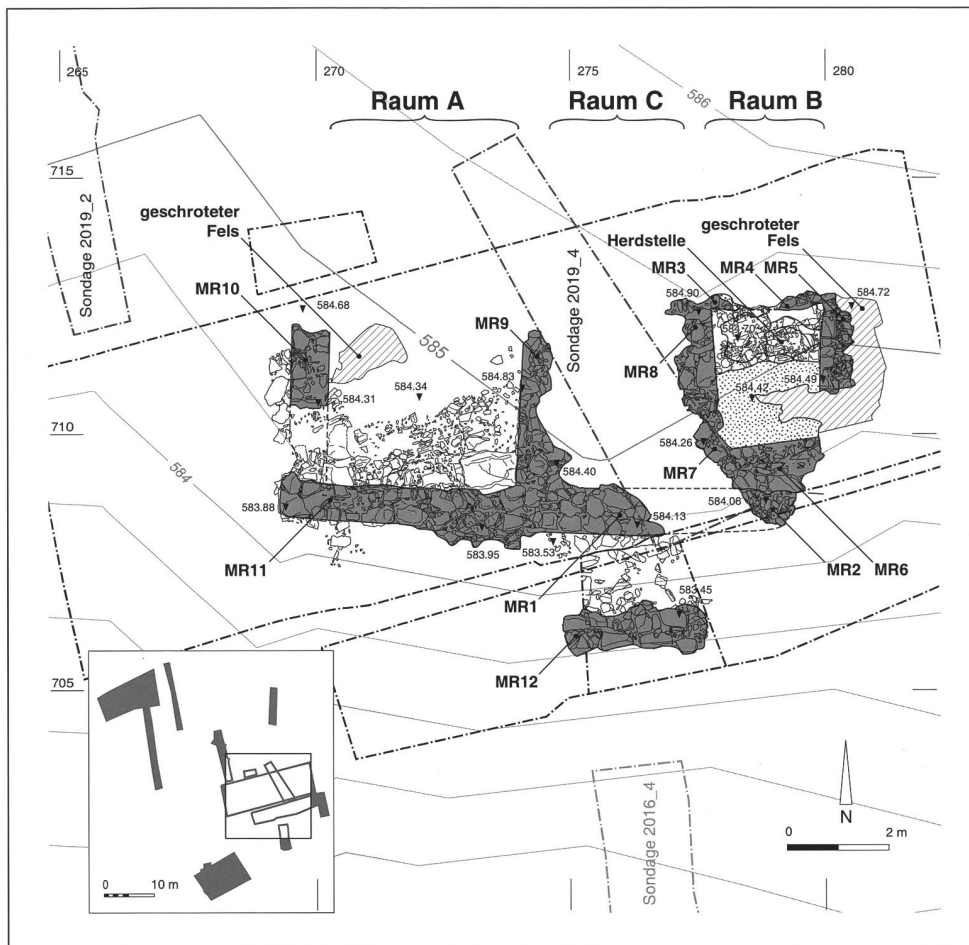 265
270
275
280
Raum A
Raum C
Raum B
586
715
Sondage 2019_2
geschroteter
Fels
MR10
584.68
585
Sondage 2019_4
Herdstelle
geschroteter
Fels
MR3
MR4
MR5
584.90
584.72
584.70
MR9
584.83
MR8
584.34
584.31
584.42
584.49
710
584
584.26
MR7
584.40
583.88
584.06
584.13
583.95
583.53
MR11
MR2
MR6
MR1
583.45
MR12
705
Sondage 2016_4
N
0
2 m
0
10 m